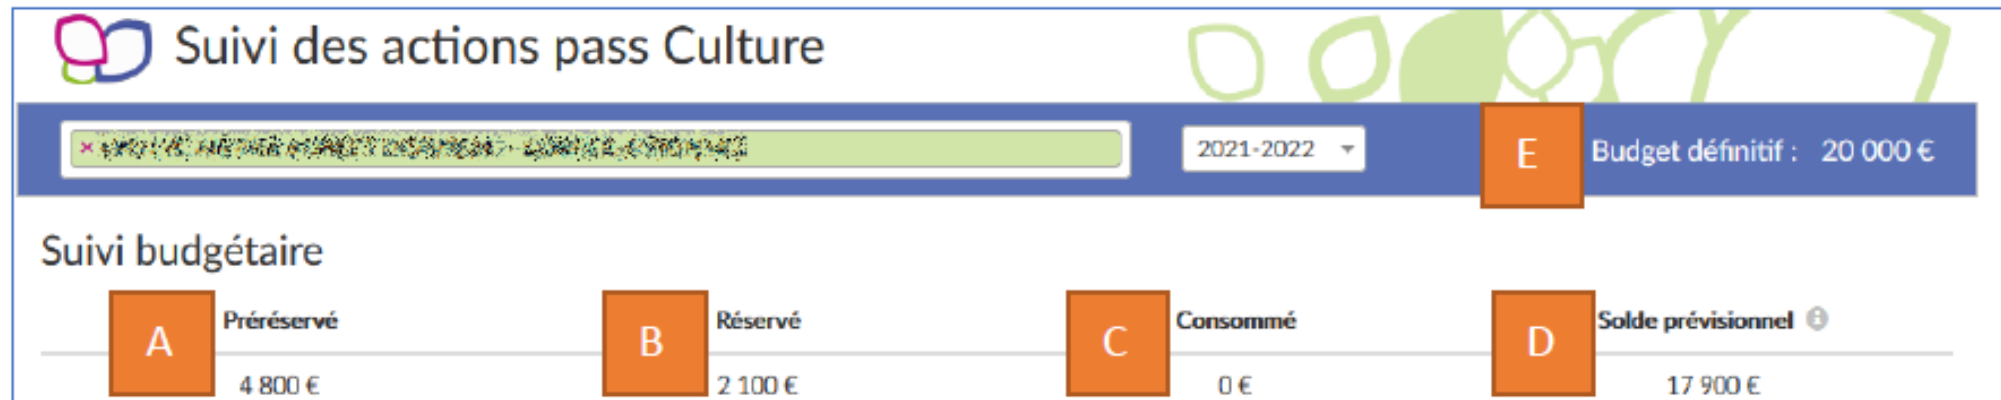 Suivi des actions pass Culture
×
2021-2022
E
Budget définitif : 20 000 €
Suivi budgétaire
A Préréservé B Réservé C Consommé D Solde prévisionnel
4 800 € 2 100 € 0 € 17 900 €